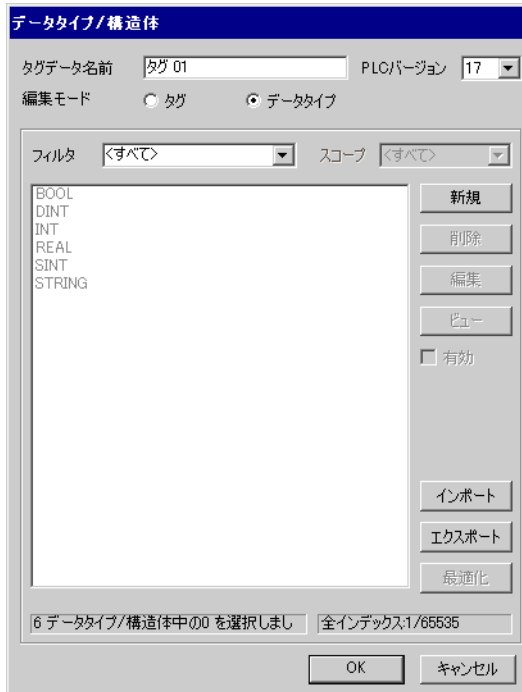 データタイプ/構造体
タグデータ名前 タグ 01 PLCバージョン 17
編集モード タグ データタイプ
フィルタ <すべて> スコープ <すべて>
BOOL
DINT
INT
REAL
SINT
STRING
新規
削除
編集
ビュー
有効
インポート
エクスポート
最適化
6 データタイプ/構造体中の0 を選択しまし 全インデックス:1/65535
OK キャンセル